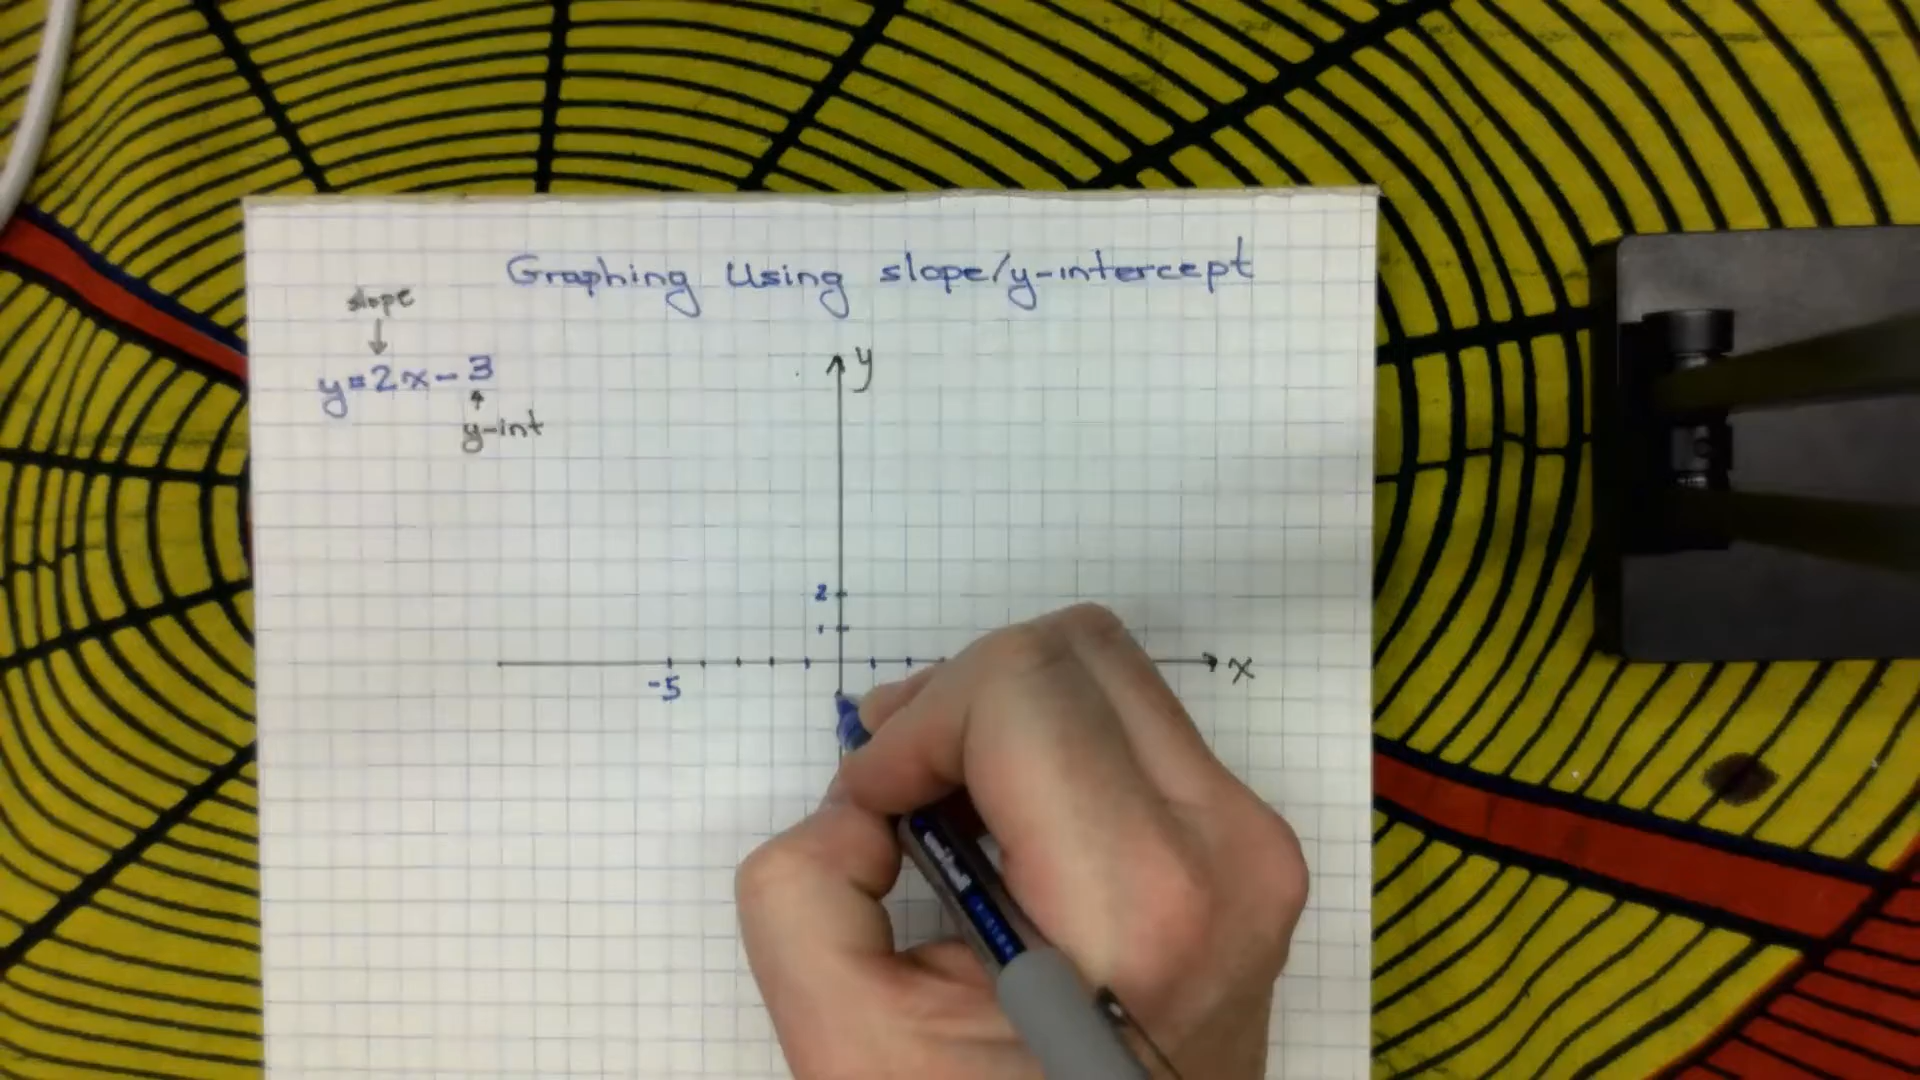 Graphing Using slope/y-intercept
slope
y=2x-3
y-int
y
2
1
x
-5